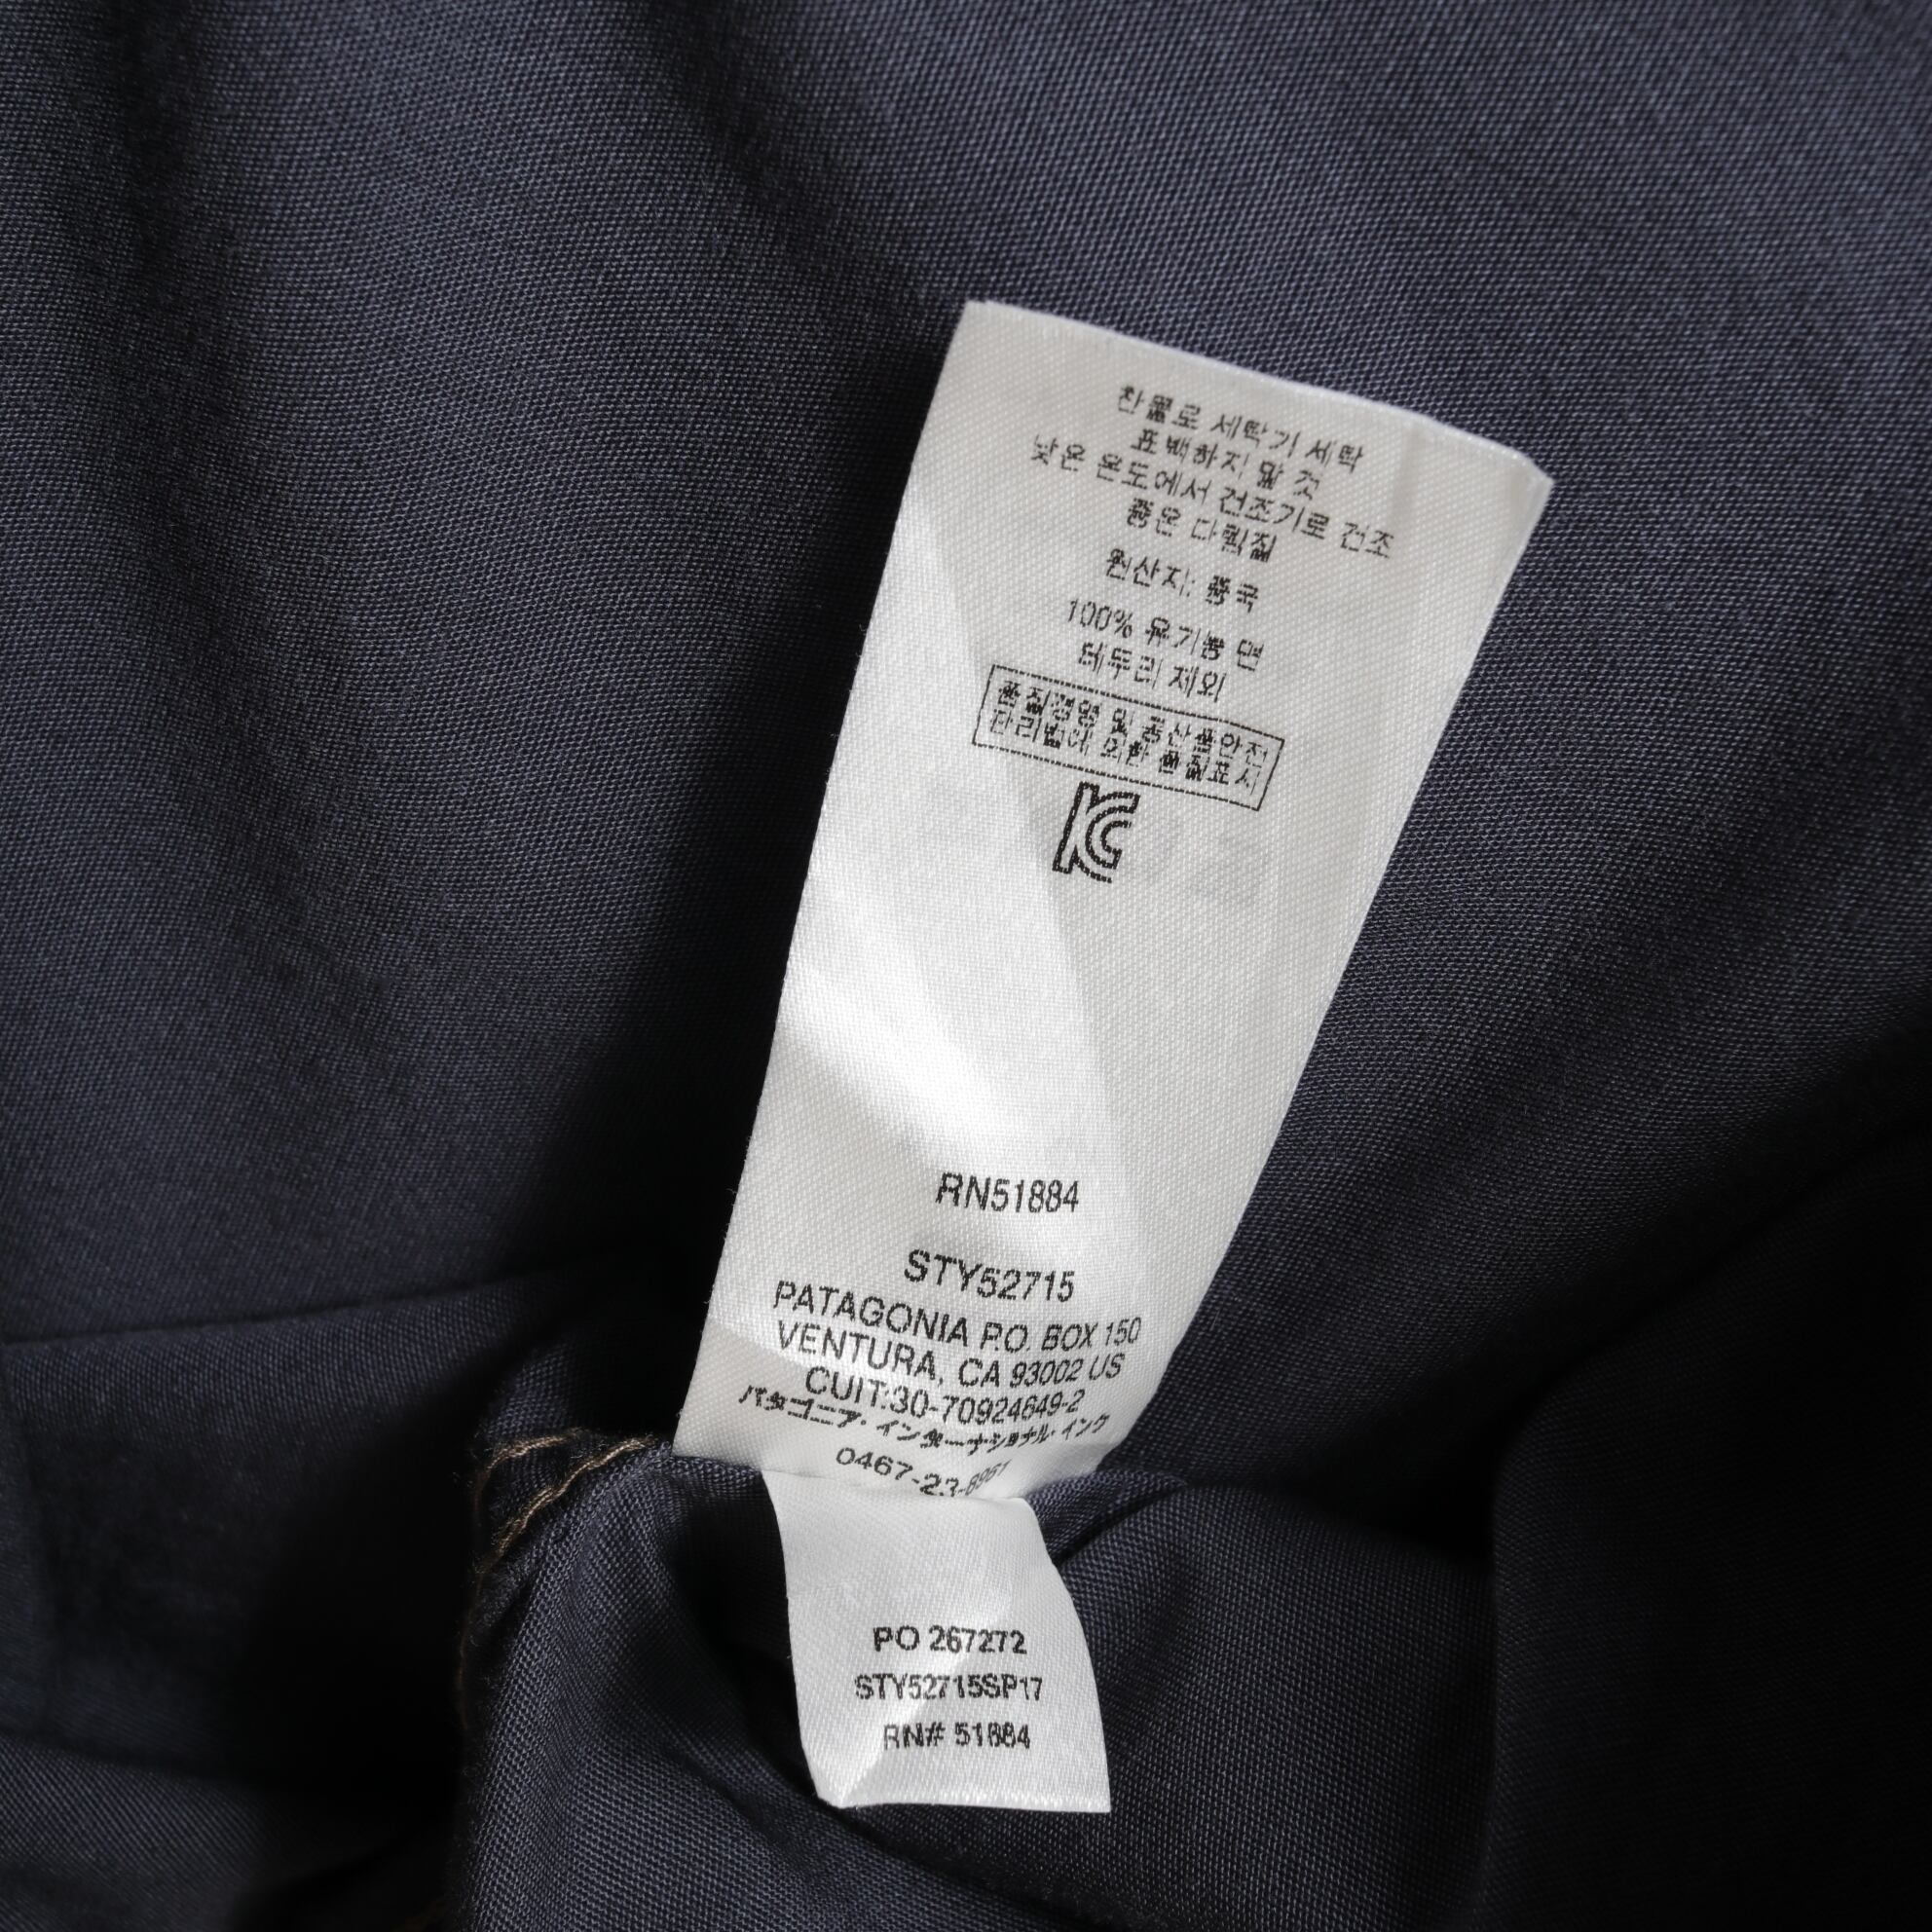 찬물로 세탁기 세탁
표백하지 말 것
낮은 온도에서 건조기로 건조
중온 다림질
원산지: 중국
100% 유기농 면
테두리 제외
품질경영 및 공산품안전
관리법에 의한 품질표시
KC
RN51884
STY52715
PATAGONIA P.O. BOX 150
VENTURA, CA 93002 US
CUIT:30-70924649-2
パタゴニア・インターナショナル・インク
0467-23-8961
PO 267272
STY52715SP17
RN# 51884